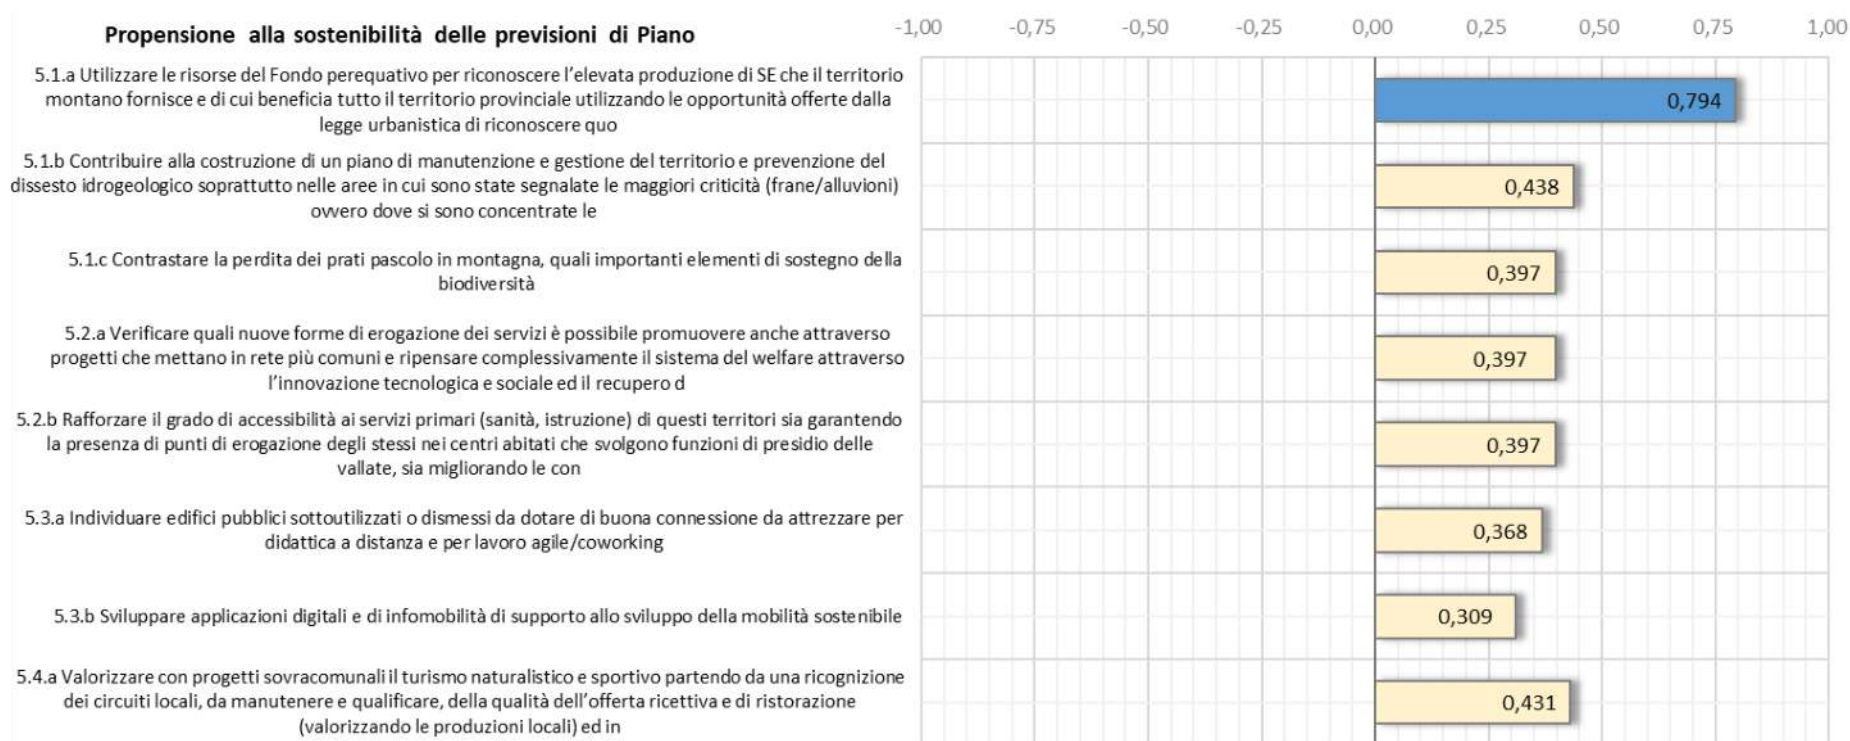 Propensione alla sostenibilità delle previsioni di Piano
-1,00 -0,75 -0,50 -0,25 0,00 0,25 0,50 0,75 1,00
5.1.a Utilizzare le risorse del Fondo perequativo per riconoscere l'elevata produzione di SE che il territorio
montano fornisce e di cui beneficia tutto il territorio provinciale utilizzando le opportunità offerte dalla
legge urbanistica di riconoscere quo
0,794
5.1.b Contribuire alla costruzione di un piano di manutenzione e gestione del territorio e prevenzione del
dissesto idrogeologico soprattutto nelle aree in cui sono state segnalate le maggiori criticità (frane/alluvioni)
ovvero dove si sono concentrate le
0,438
5.1.c Contrastare la perdita dei prati pascolo in montagna, quali importanti elementi di sostegno della
biodiversità
0,397
5.2.a Verificare quali nuove forme di erogazione dei servizi è possibile promuovere anche attraverso
progetti che mettano in rete più comuni e ripensare complessivamente il sistema del welfare attraverso
l'innovazione tecnologica e sociale ed il recupero d
0,397
5.2.b Rafforzare il grado di accessibilità ai servizi primari (sanità, istruzione) di questi territori sia garantendo
la presenza di punti di erogazione degli stessi nei centri abitati che svolgono funzioni di presidio delle
vallate, sia migliorando le con
0,397
5.3.a Individuare edifici pubblici sottoutilizzati o dismessi da dotare di buona connessione da attrezzare per
didattica a distanza e per lavoro agile/coworking
0,368
5.3.b Sviluppare applicazioni digitali e di infomobilità di supporto allo sviluppo della mobilità sostenibile
0,309
5.4.a Valorizzare con progetti sovracomunali il turismo naturalistico e sportivo partendo da una ricognizione
dei circuiti locali, da manutenere e qualificare, della qualità dell'offerta ricettiva e di ristorazione
(valorizzando le produzioni locali) ed in
0,431